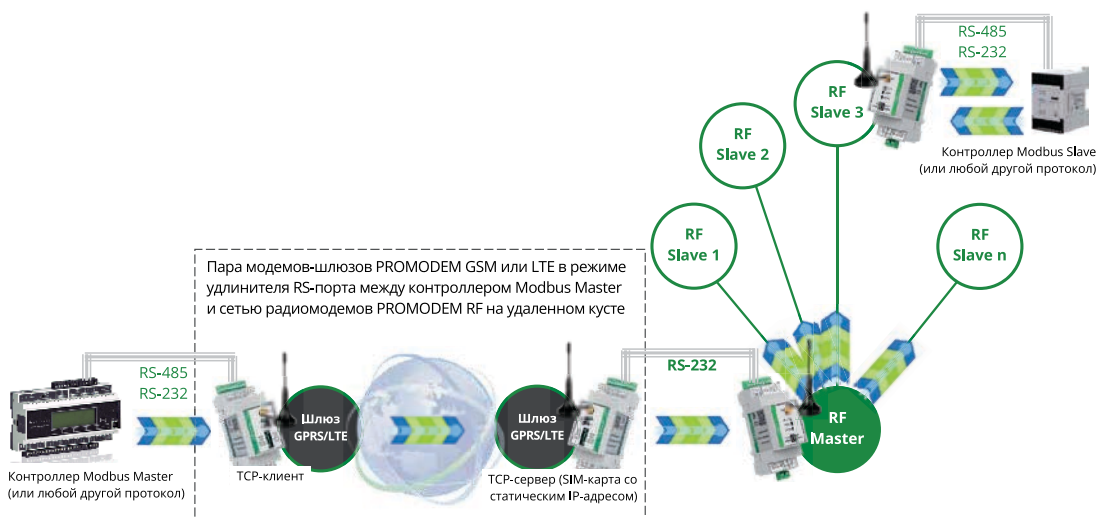 RS-485
RS-232
RF
Slave 3
RF
Slave 2
Контроллер Modbus Slave
(или любой другой протокол)
RF
Slave 1
RF
Slave n
Пара модемов-шлюзов PROMODEM GSM или LTE в режиме
удлинителя RS-порта между контроллером Modbus Master
и сетью радиомодемов PROMODEM RF на удаленном кусте
RS-485
RS-232
RS-232
Шлюз
GPRS/LTE
Шлюз
GPRS/LTE
RF
Master
Контроллер Modbus Master
(или любой другой протокол)
TCP-клиент
TCP-сервер (SIM-карта со
статическим IP-адресом)